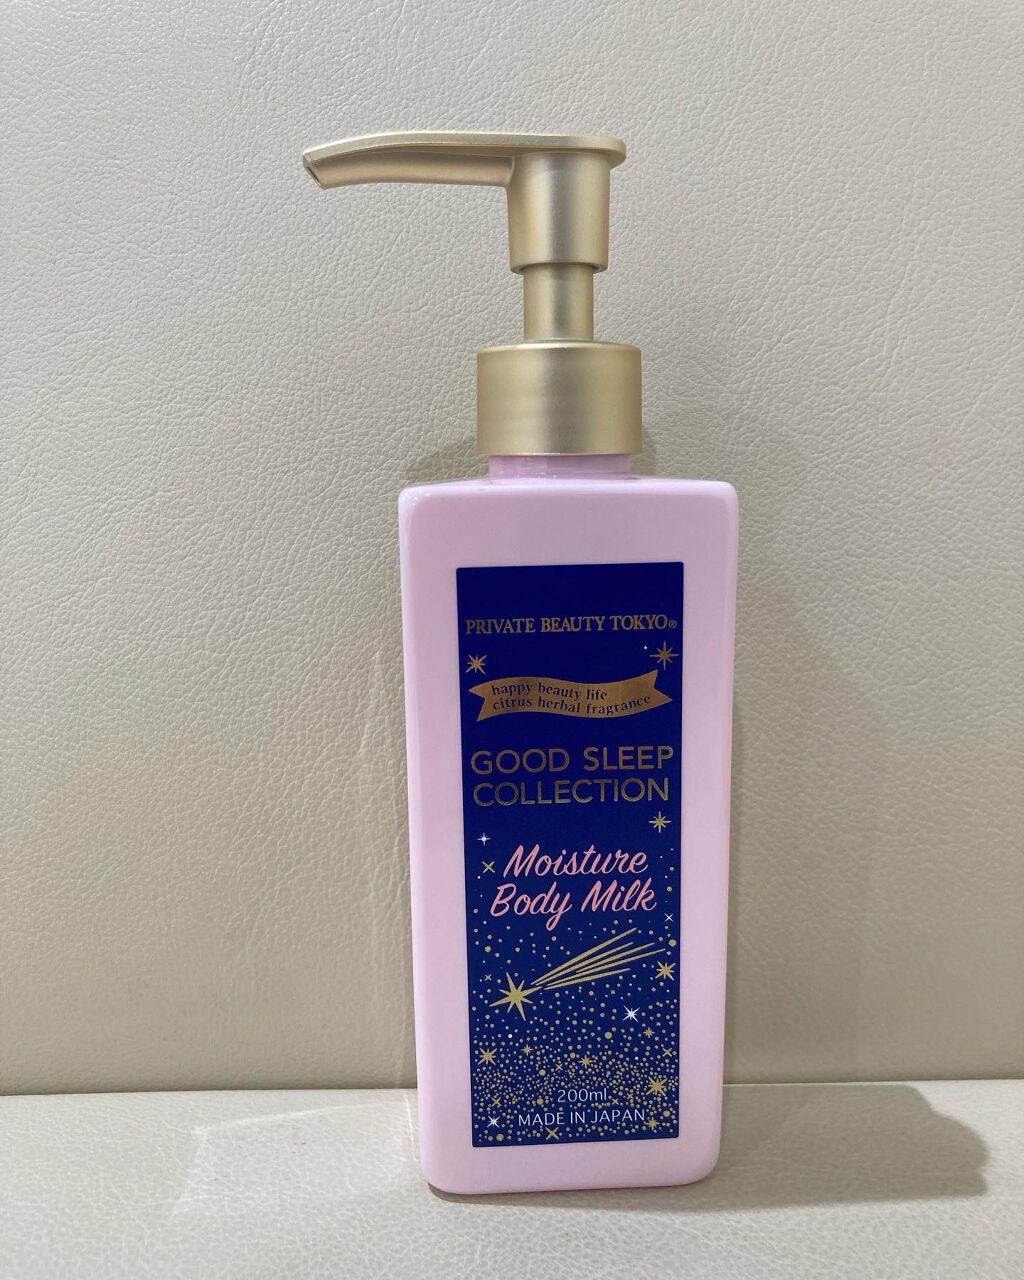 PRIVATE BEAUTY TOKYO®
happy beauty life
citrus herbal fragrance
GOOD SLEEP
COLLECTION
Moisture
Body Milk
200ml
MADE IN JAPAN